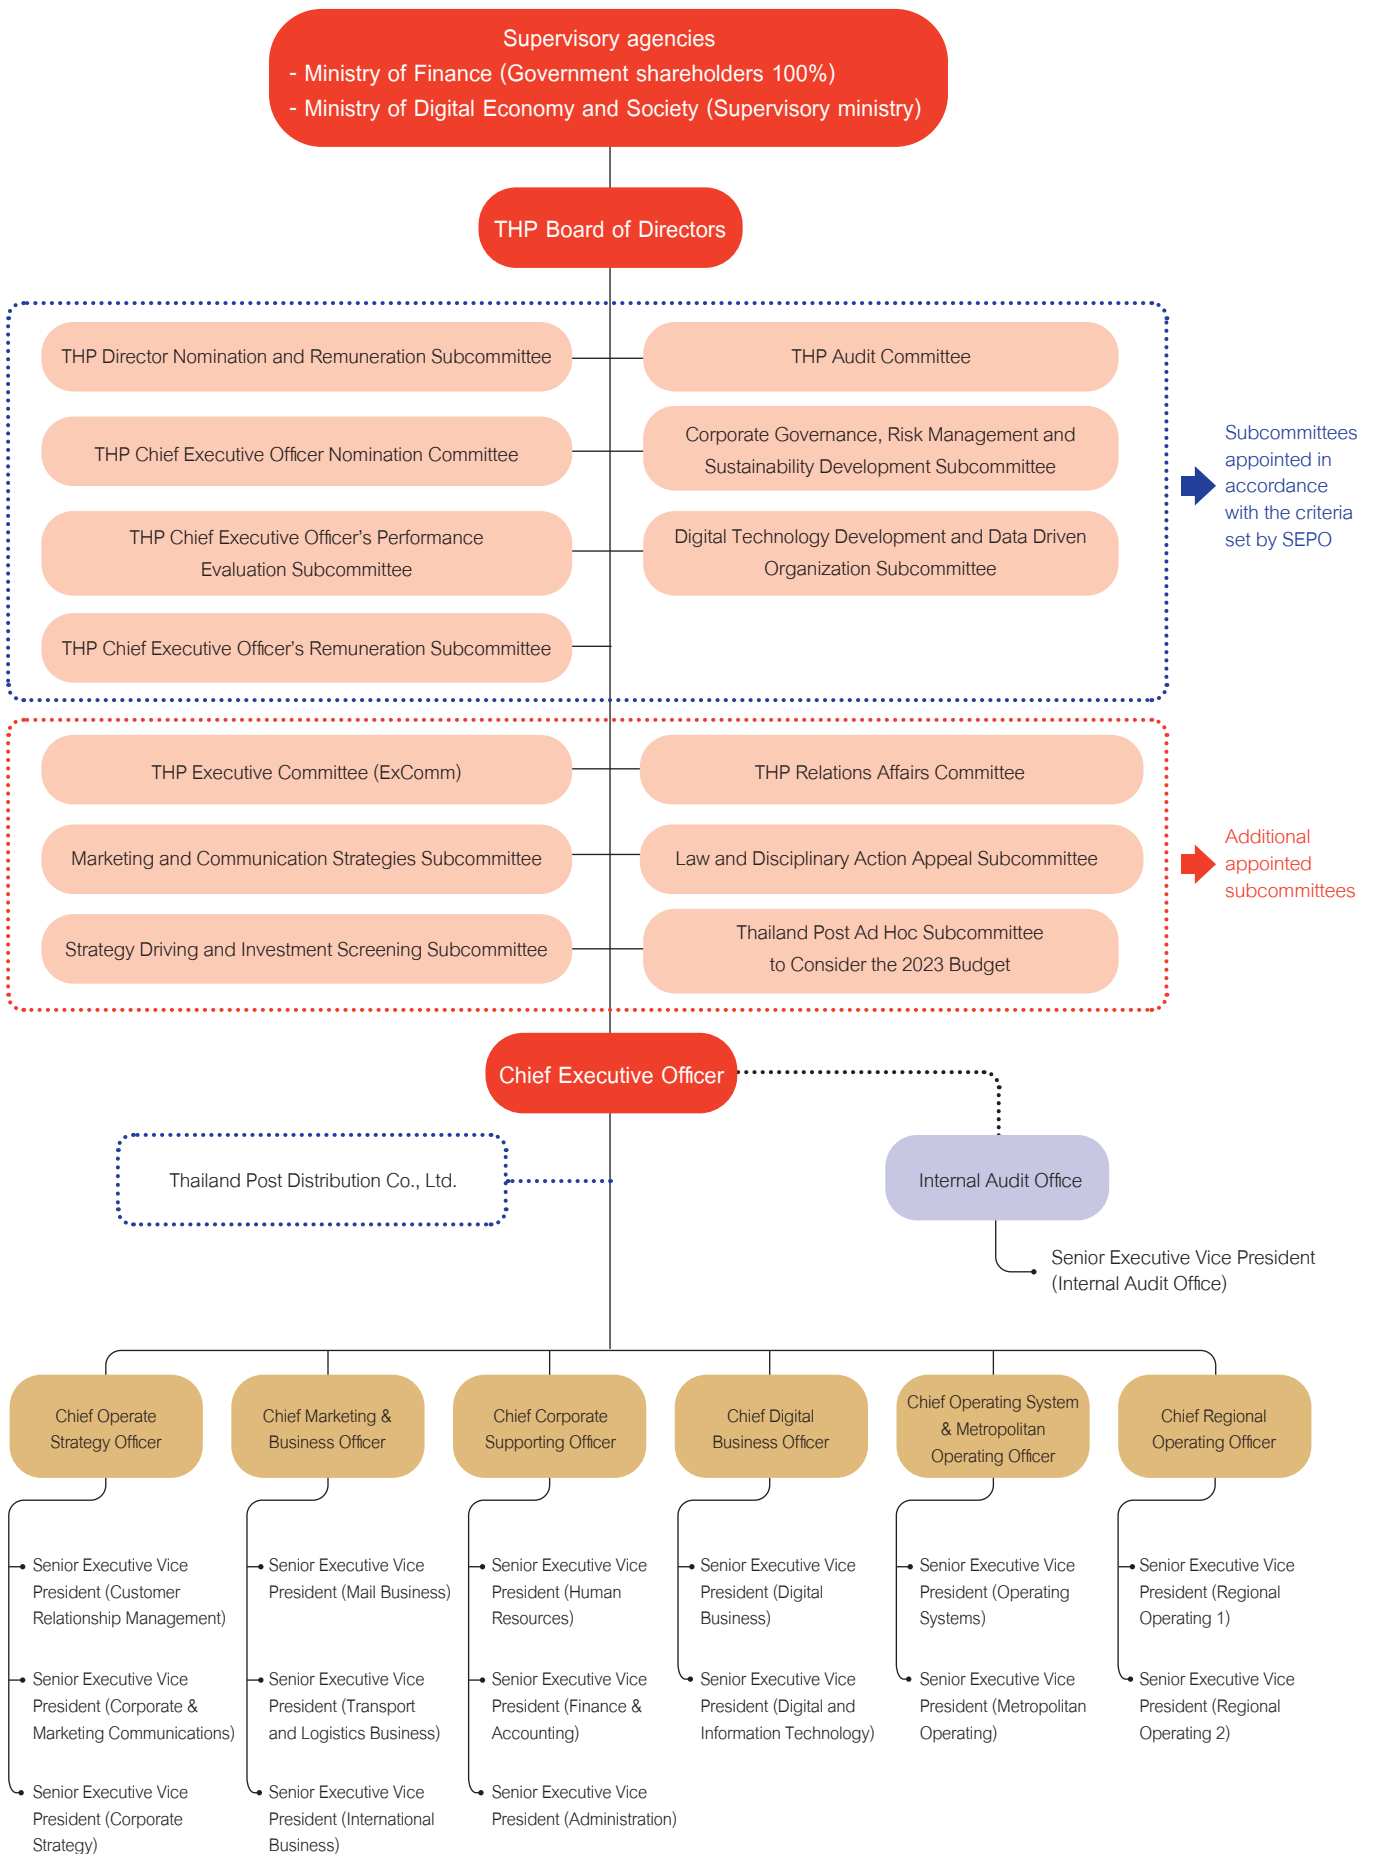 Supervisory agencies
- Ministry of Finance (Government shareholders 100%)
- Ministry of Digital Economy and Society (Supervisory ministry)
THP Board of Directors
THP Director Nomination and Remuneration Subcommittee
THP Audit Committee
THP Chief Executive Officer Nomination Committee
Corporate Governance, Risk Management and
Sustainability Development Subcommittee
THP Chief Executive Officer's Performance
Evaluation Subcommittee
Digital Technology Development and Data Driven
Organization Subcommittee
THP Chief Executive Officer's Remuneration Subcommittee
Subcommittees
appointed in
accordance
with the criteria
set by SEPO
THP Executive Committee (ExComm)
THP Relations Affairs Committee
Marketing and Communication Strategies Subcommittee
Law and Disciplinary Action Appeal Subcommittee
Strategy Driving and Investment Screening Subcommittee
Thailand Post Ad Hoc Subcommittee
to Consider the 2023 Budget
Additional
appointed
subcommittees
Chief Executive Officer
Thailand Post Distribution Co., Ltd.
Internal Audit Office
Senior Executive Vice President
(Internal Audit Office)
Chief Operate
Strategy Officer
Chief Marketing &
Business Officer
Chief Corporate
Supporting Officer
Chief Digital
Business Officer
Chief Operating System
& Metropolitan
Operating Officer
Chief Regional
Operating Officer
Senior Executive Vice
President (Customer
Relationship Management)
Senior Executive Vice
President (Corporate &
Marketing Communications)
Senior Executive Vice
President (Corporate
Strategy)
Senior Executive Vice
President (Mail Business)
Senior Executive Vice
President (Transport
and Logistics Business)
Senior Executive Vice
President (International
Business)
Senior Executive Vice
President (Human
Resources)
Senior Executive Vice
President (Finance &
Accounting)
Senior Executive Vice
President (Administration)
Senior Executive Vice
President (Digital
Business)
Senior Executive Vice
President (Digital and
Information Technology)
Senior Executive Vice
President (Operating
Systems)
Senior Executive Vice
President (Metropolitan
Operating)
Senior Executive Vice
President (Regional
Operating 1)
Senior Executive Vice
President (Regional
Operating 2)